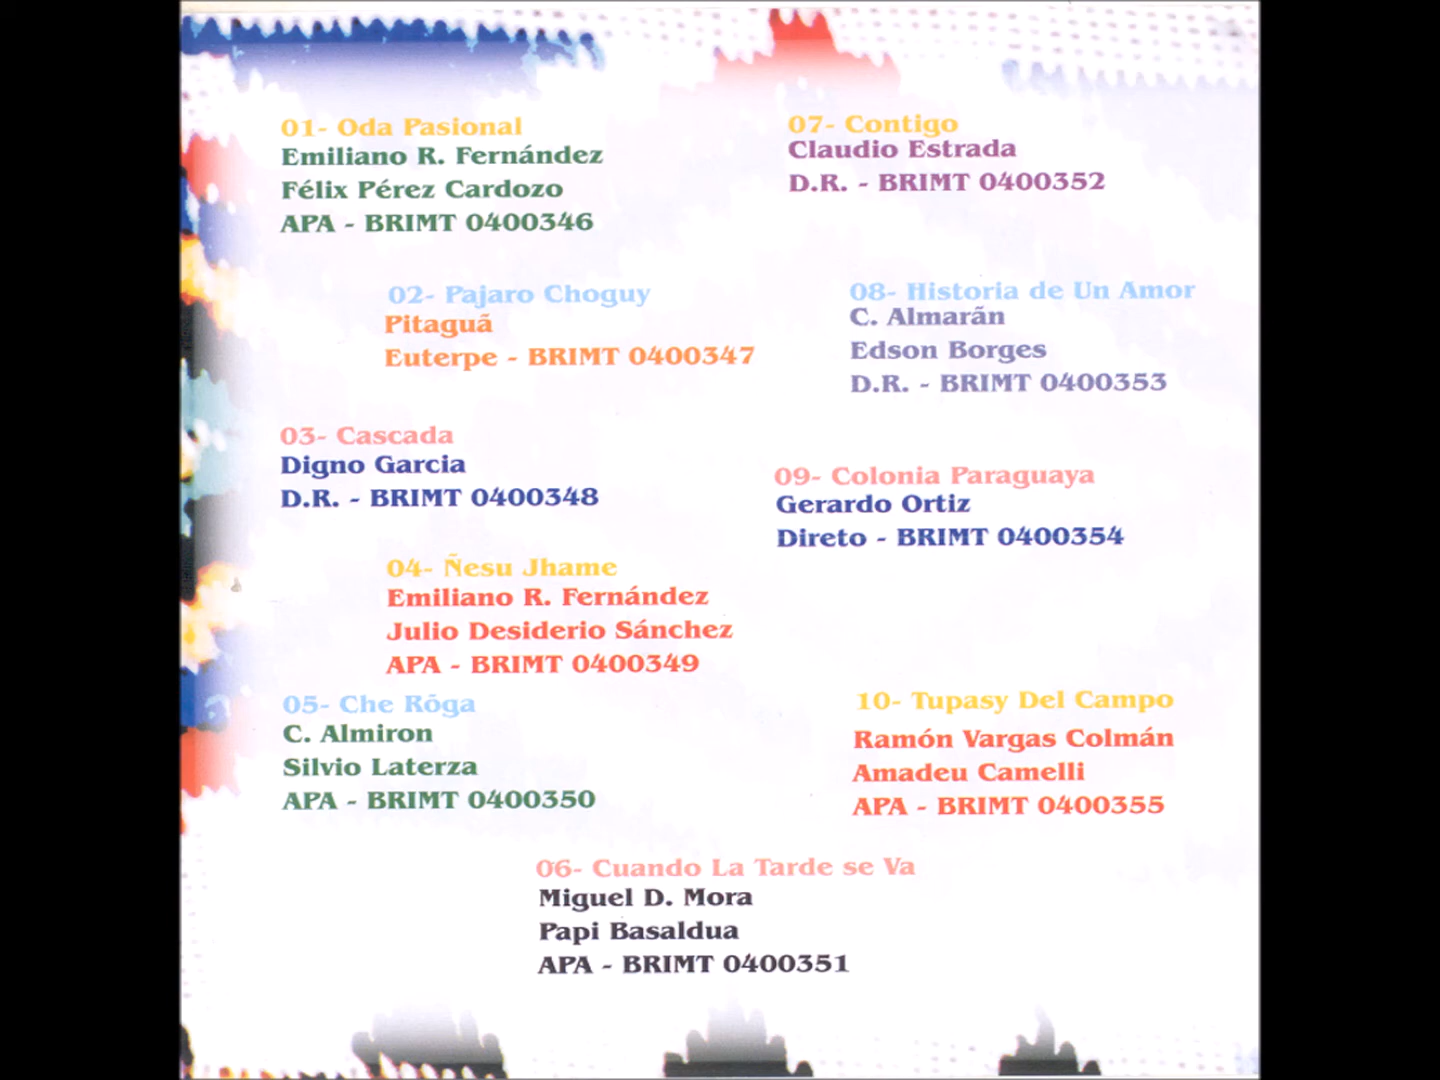 01- Oda Pasional
Emiliano R. Fernández
Félix Pérez Cardozo
APA - BRIMT 0400346
02- Pajaro Choguy
Pitaguã
Euterpe - BRIMT 0400347
03- Cascada
Digno Garcia
D.R. - BRIMT 0400348
04- Ñesu Jhame
Emiliano R. Fernández
Julio Desiderio Sánchez
APA - BRIMT 0400349
05- Che Rõga
C. Almiron
Silvio Laterza
APA - BRIMT 0400350
06- Cuando La Tarde se Va
Miguel D. Mora
Papi Basaldua
APA - BRIMT 0400351
07- Contigo
Claudio Estrada
D.R. - BRIMT 0400352
08- Historia de Un Amor
C. Almarãn
Edson Borges
D.R. - BRIMT 0400353
09- Colonia Paraguaya
Gerardo Ortiz
Direto - BRIMT 0400354
10- Tupasy Del Campo
Ramón Vargas Colmán
Amadeu Camelli
APA - BRIMT 0400355